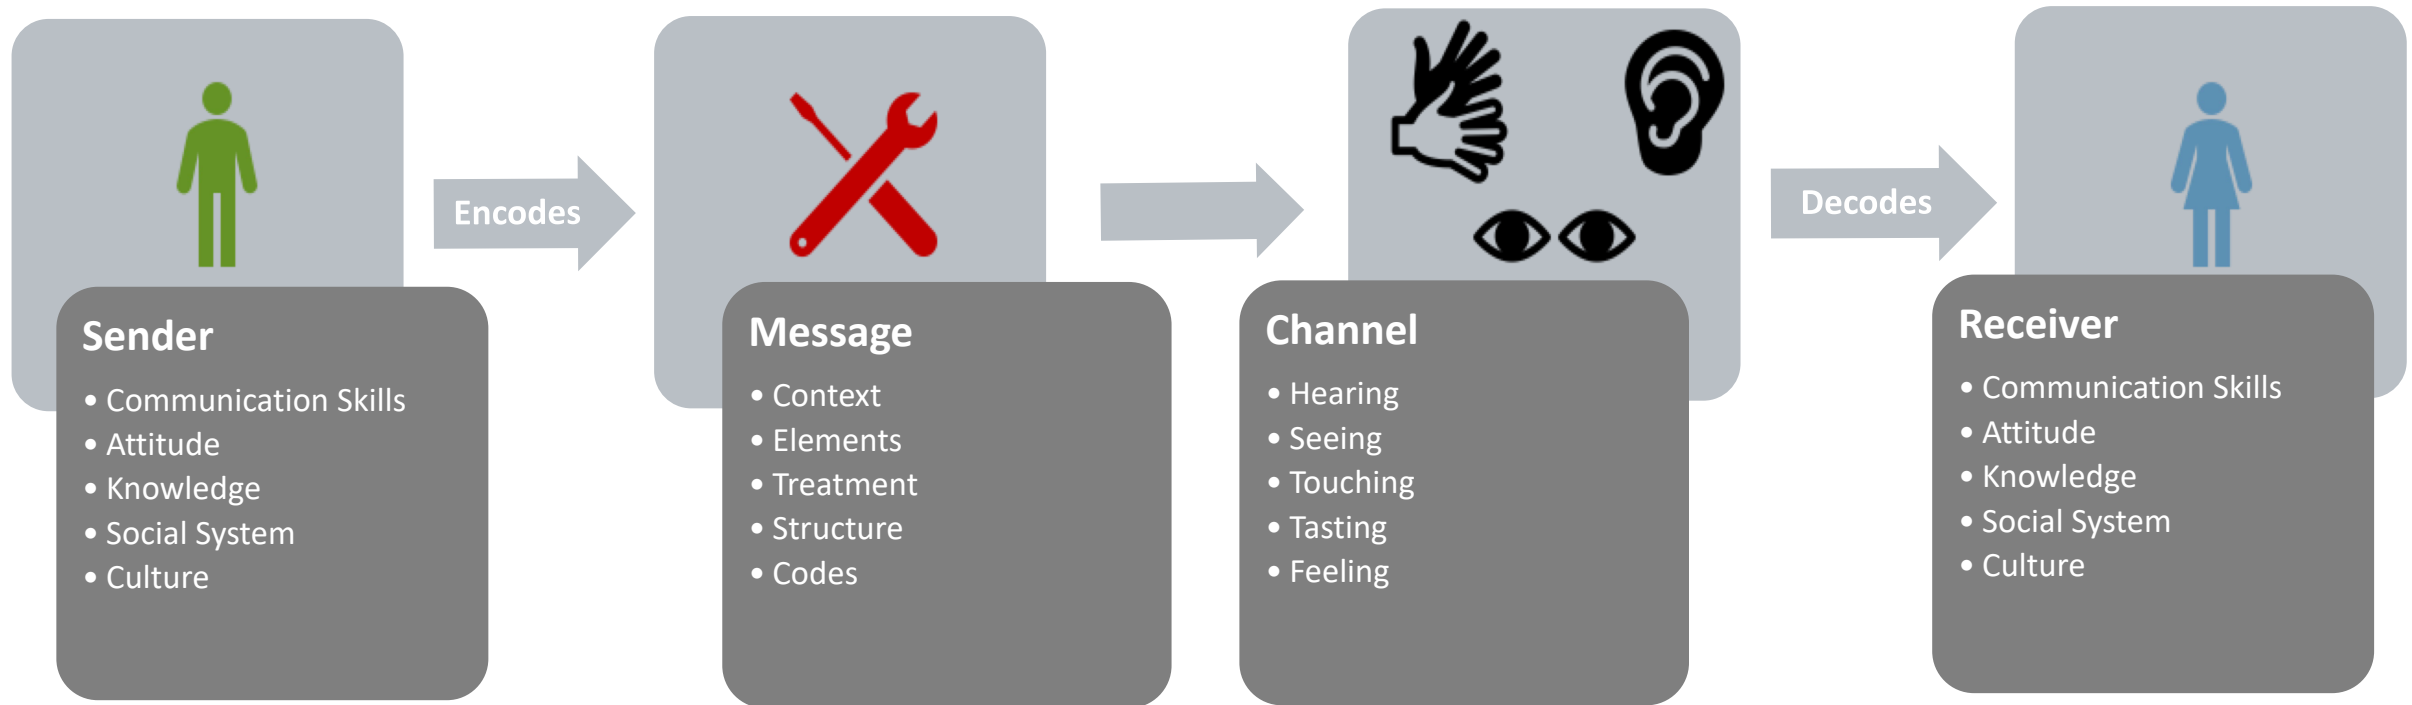 Encodes
Decodes
Sender
• Communication Skills
• Attitude
• Knowledge
• Social System
• Culture
Message
• Context
• Elements
• Treatment
• Structure
• Codes
Channel
• Hearing
• Seeing
• Touching
• Tasting
• Feeling
Receiver
• Communication Skills
• Attitude
• Knowledge
• Social System
• Culture